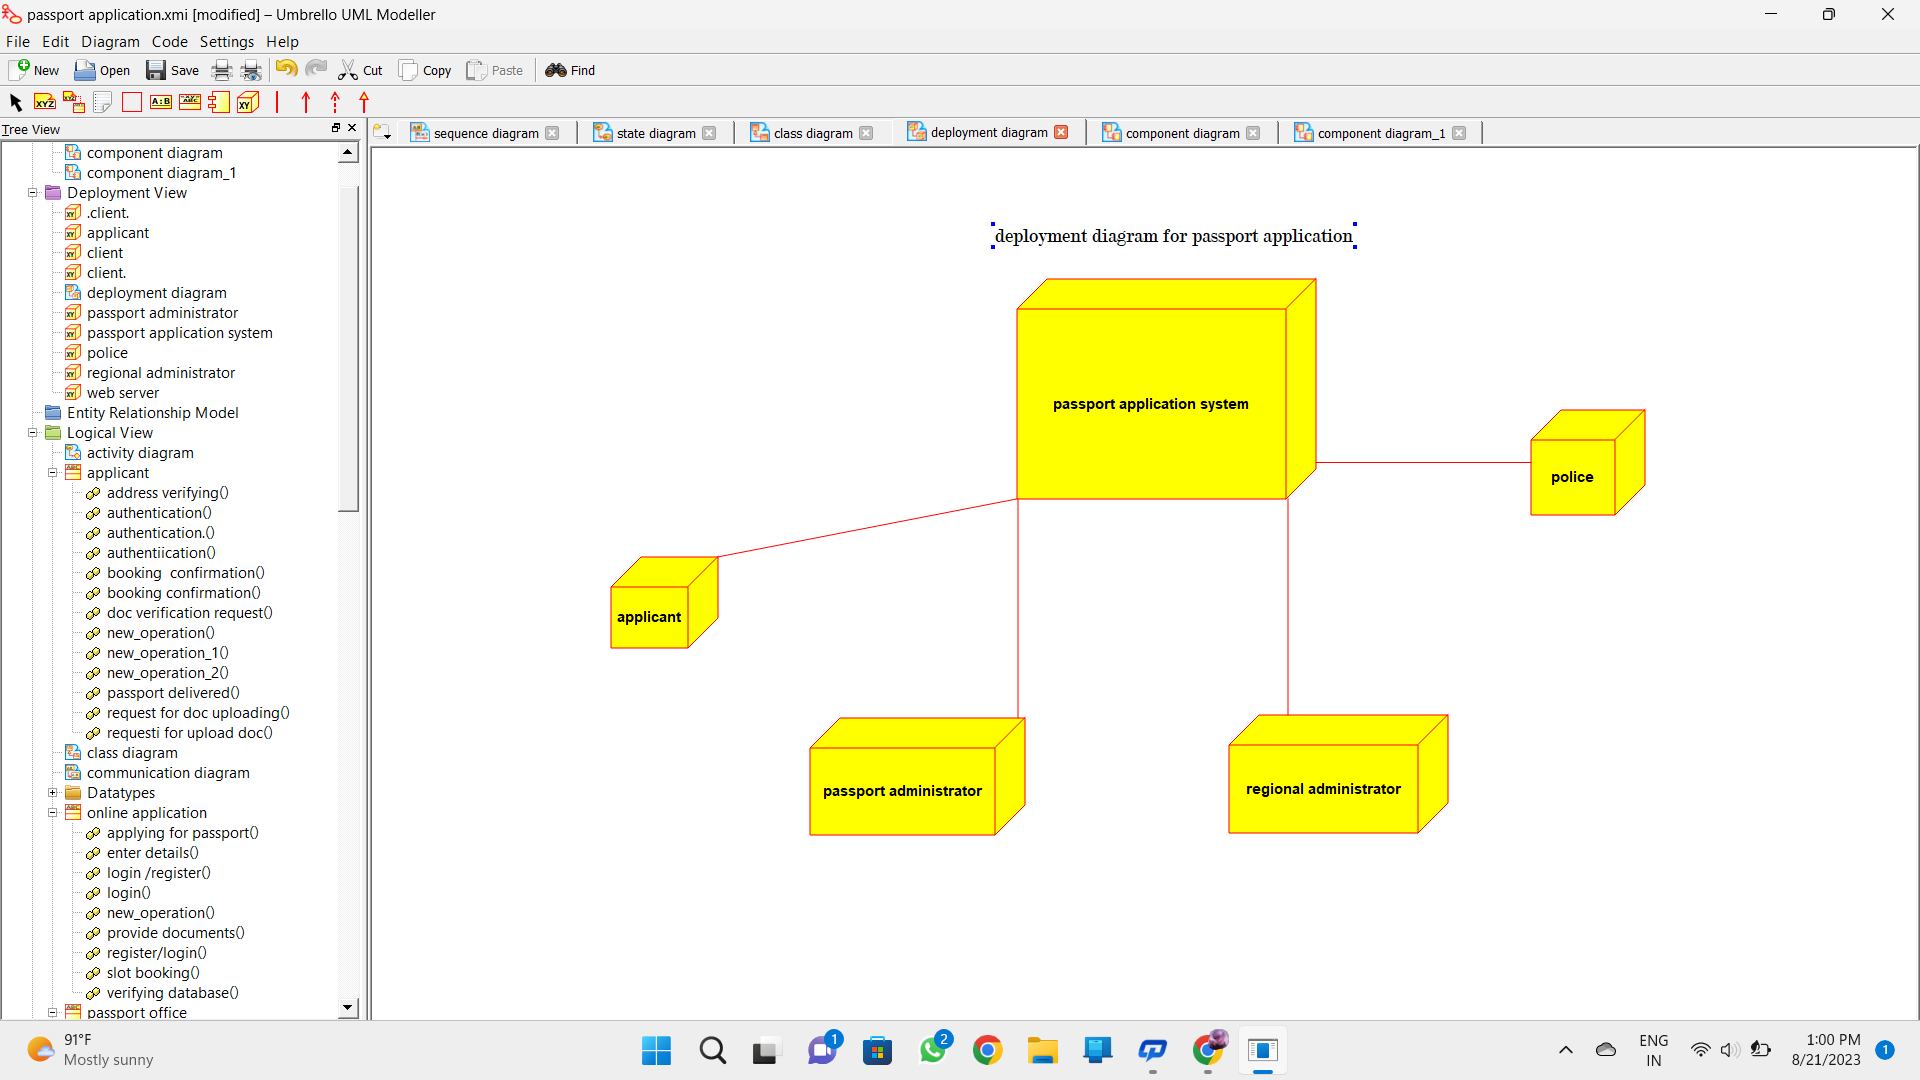 passport application.xmi [modified] – Umbrello UML Modeller
File Edit Diagram Code Settings Help
New Open Save Cut Copy Paste Find
Tree View
sequence diagram state diagram class diagram deployment diagram component diagram component diagram_1
component diagram
component diagram_1
Deployment View
.client.
applicant
client
client.
deployment diagram
passport administrator
passport application system
police
regional administrator
web server
Entity Relationship Model
Logical View
activity diagram
applicant
address verifying()
authentication()
authentication.()
authentiication()
booking  confirmation()
booking confirmation()
doc verification request()
new_operation()
new_operation_1()
new_operation_2()
passport delivered()
request for doc uploading()
requesti for upload doc()
class diagram
communication diagram
Datatypes
online application
applying for passport()
enter details()
login /register()
login()
new_operation()
provide documents()
register/login()
slot booking()
verifying database()
passport office
deployment diagram for passport application
passport application system
police
applicant
passport administrator
regional administrator
91°F
Mostly sunny
1
2
ENG
IN
1:00 PM
8/21/2023
1